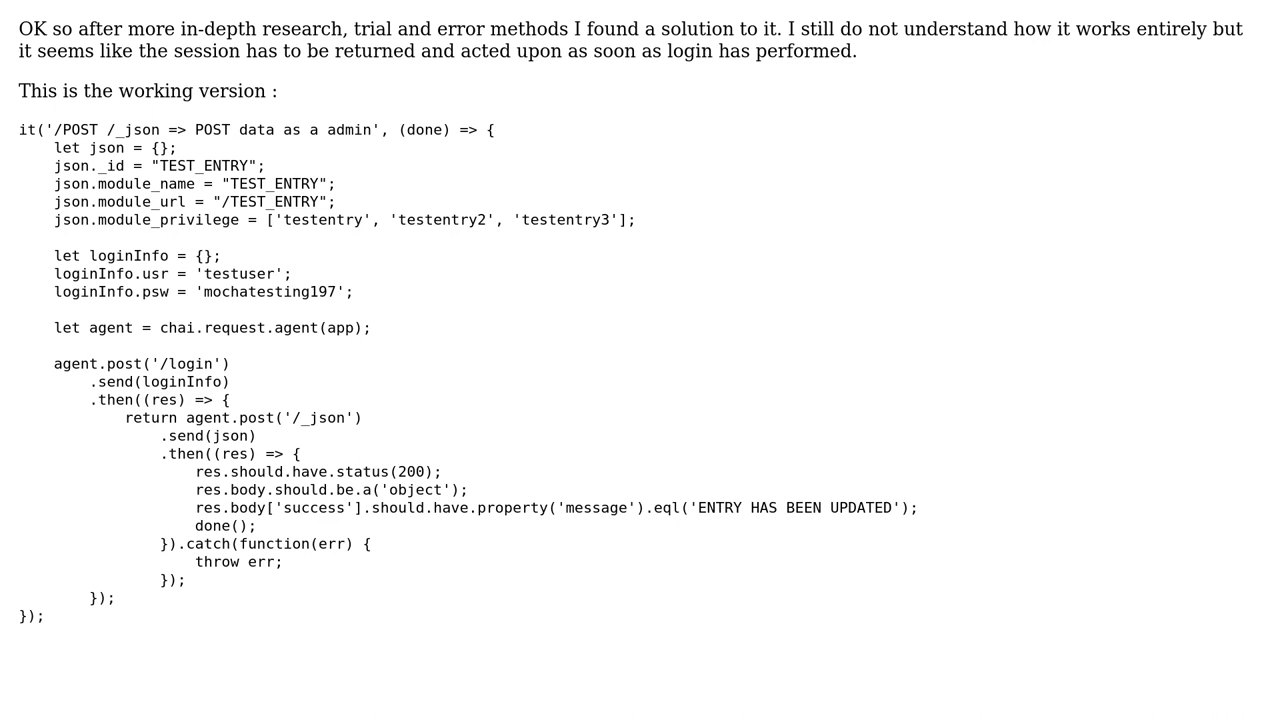 OK so after more in-depth research, trial and error methods I found a solution to it. I still do not understand how it works entirely but
it seems like the session has to be returned and acted upon as soon as login has performed.
This is the working version :
it('/POST /_json => POST data as a admin', (done) => {
    let json = {};
    json._id = "TEST_ENTRY";
    json.module_name = "TEST_ENTRY";
    json.module_url = "/TEST_ENTRY";
    json.module_privilege = ['testentry', 'testentry2', 'testentry3'];

    let loginInfo = {};
    loginInfo.usr = 'testuser';
    loginInfo.psw = 'mochatesting197';

    let agent = chai.request.agent(app);

    agent.post('/login')
        .send(loginInfo)
        .then((res) => {
            return agent.post('/_json')
                .send(json)
                .then((res) => {
                    res.should.have.status(200);
                    res.body.should.be.a('object');
                    res.body['success'].should.have.property('message').eql('ENTRY HAS BEEN UPDATED');
                    done();
                }).catch(function(err) {
                    throw err;
                });
        });
});